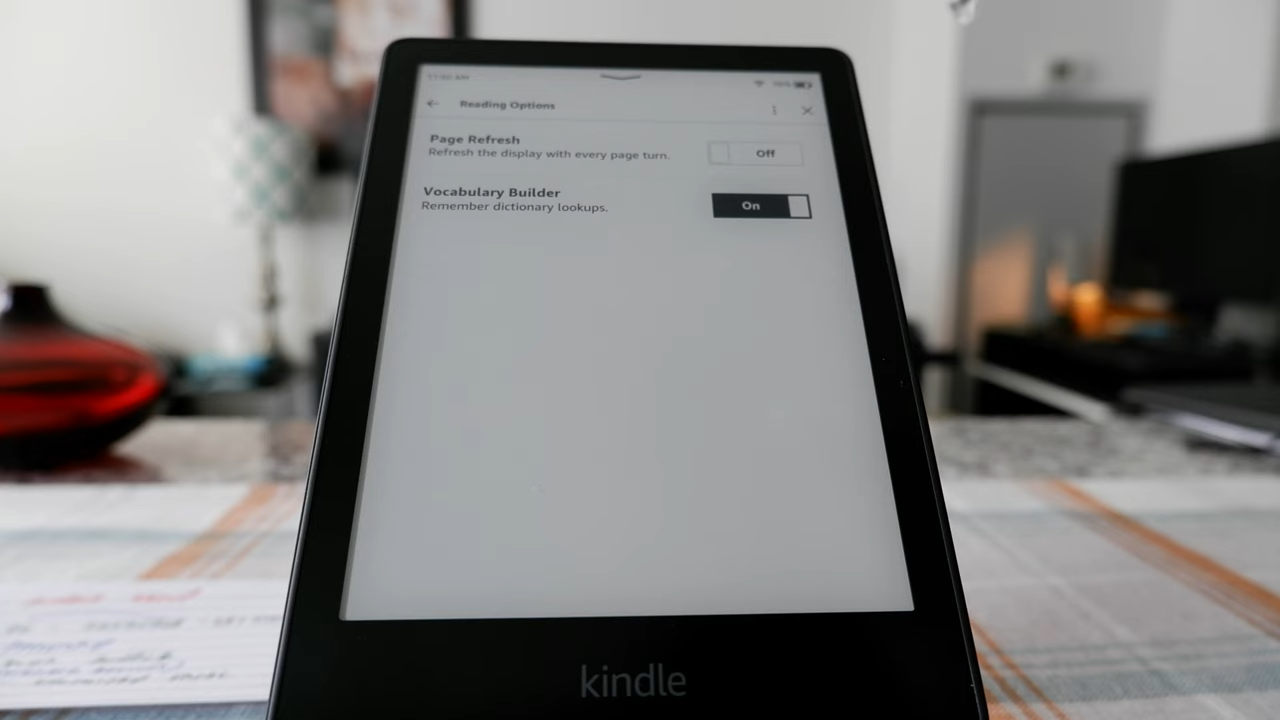 Reading Options
Page Refresh
Refresh the display with every page turn.
Off
Vocabulary Builder
Remember dictionary lookups.
On
kindle